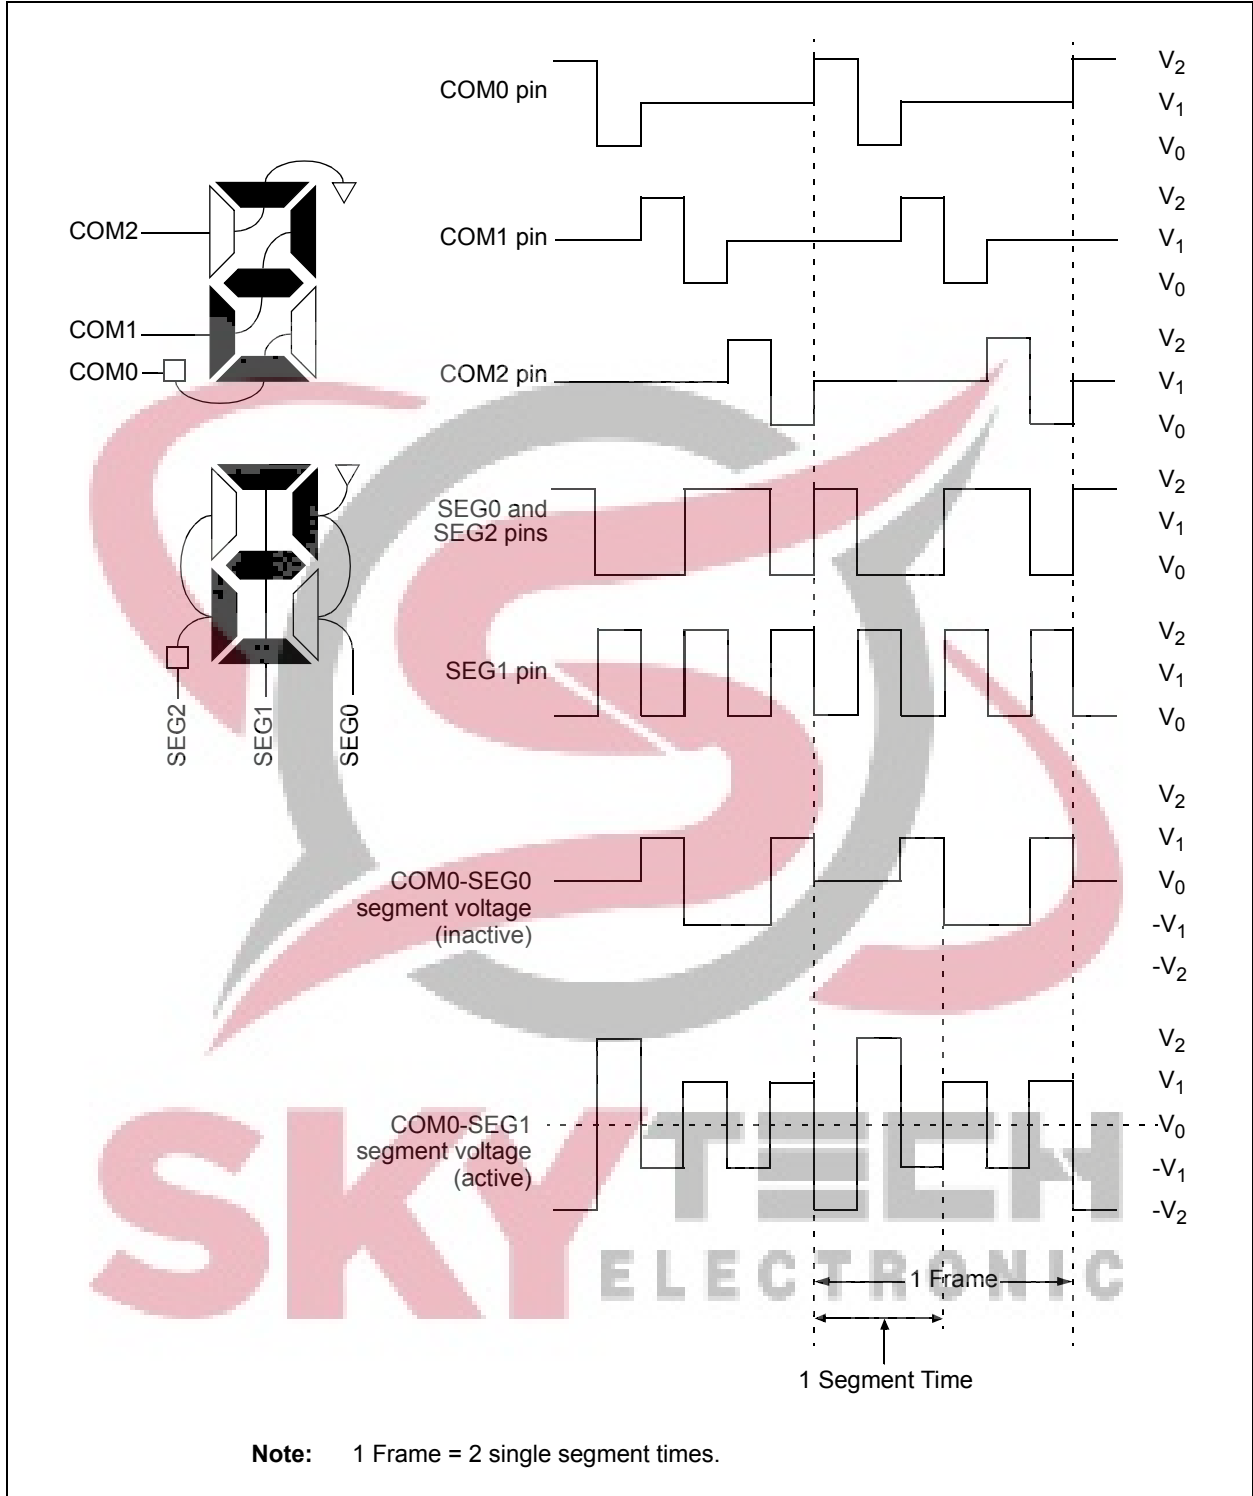 COM0 pin
V2
V1
V0
COM1 pin
V2
V1
V0
COM2
COM1
COM0
COM2 pin
V2
V1
V0
SEG0 and
SEG2 pins
V2
V1
V0
SEG1 pin
V2
V1
V0
SEG2
SEG1
SEG0
COM0-SEG0
segment voltage
(inactive)
V2
V1
V0
-V1
-V2
COM0-SEG1
segment voltage
(active)
V2
V1
V0
-V1
-V2
SKY TECH
ELECTRONIC
1 Frame
1 Segment Time
Note: 1 Frame = 2 single segment times.